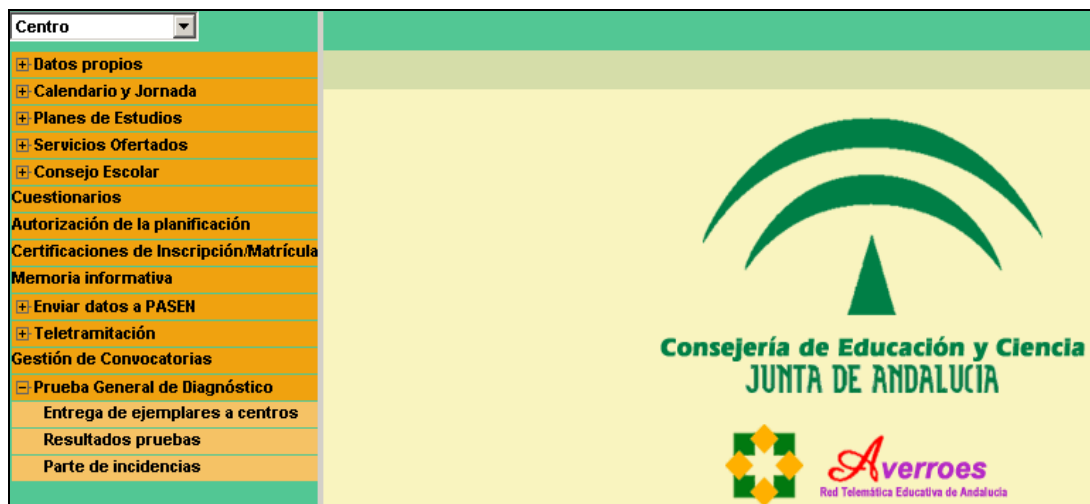 Centro
Datos propios
Calendario y Jornada
Planes de Estudios
Servicios Ofertados
Consejo Escolar
Cuestionarios
Autorización de la planificación
Certificaciones de Inscripción/Matrícula
Memoria informativa
Enviar datos a PASEN
Teletramitación
Gestión de Convocatorias
Prueba General de Diagnóstico
Entrega de ejemplares a centros
Resultados pruebas
Parte de incidencias
Consejería de Educación y Ciencia
JUNTA DE ANDALUCIA
Averroes
Red Telemática Educativa de Andalucía